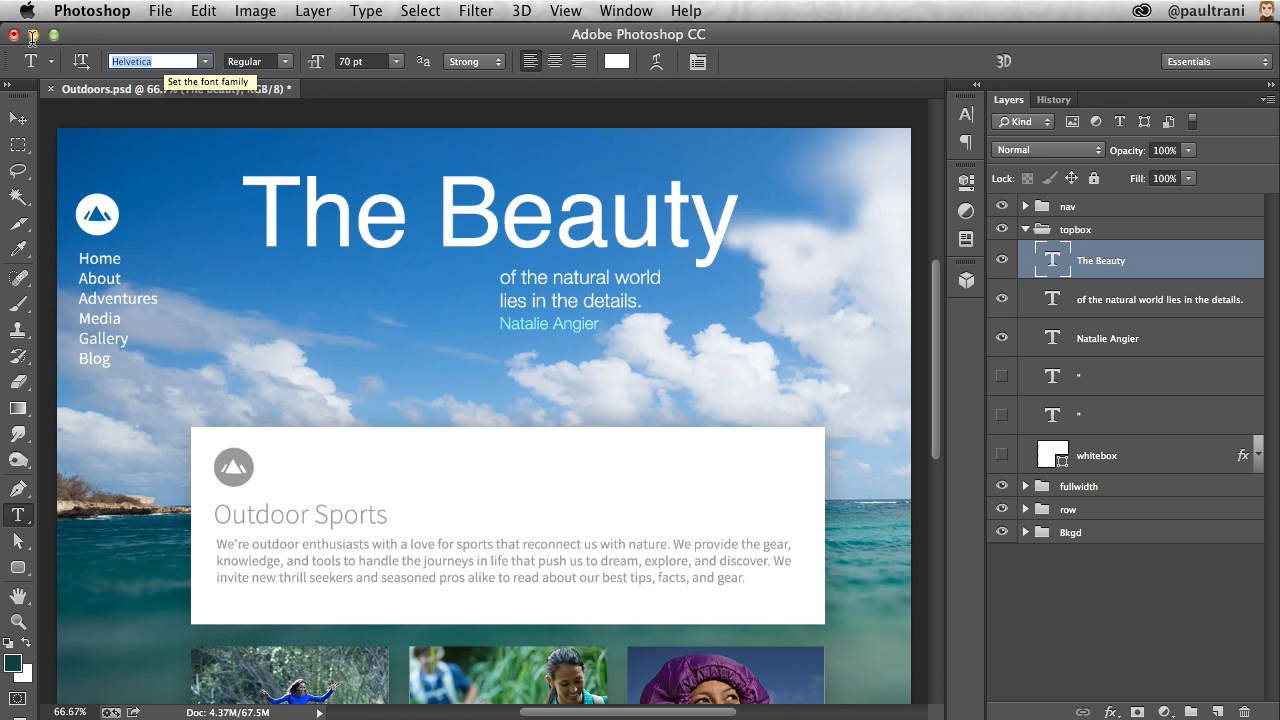 Photoshop File Edit Image Layer Type Select Filter 3D View Window Help @paultrani
Adobe Photoshop CC
T Helvetica Regular 70 pt Strong 3D Essentials
Set the font family
Outdoors.psd @ 66.7% (The Beauty, RGB/8) *
Layers History
Kind
Normal Opacity: 100%
Lock: Fill: 100%
nav
topbox
The Beauty
of the natural world lies in the details.
Natalie Angier
"
"
whitebox fx
fullwidth
row
Bkgd
The Beauty
of the natural world
lies in the details.
Natalie Angier
Home
About
Adventures
Media
Gallery
Blog
Outdoor Sports
We're outdoor enthusiasts with a love for sports that reconnect us with nature. We provide the gear,
knowledge, and tools to handle the journeys in life that push us to dream, explore, and discover. We
invite new thrill seekers and seasoned pros alike to read about our best tips, facts, and gear.
66.67% Doc: 4.37M/67.5M fx